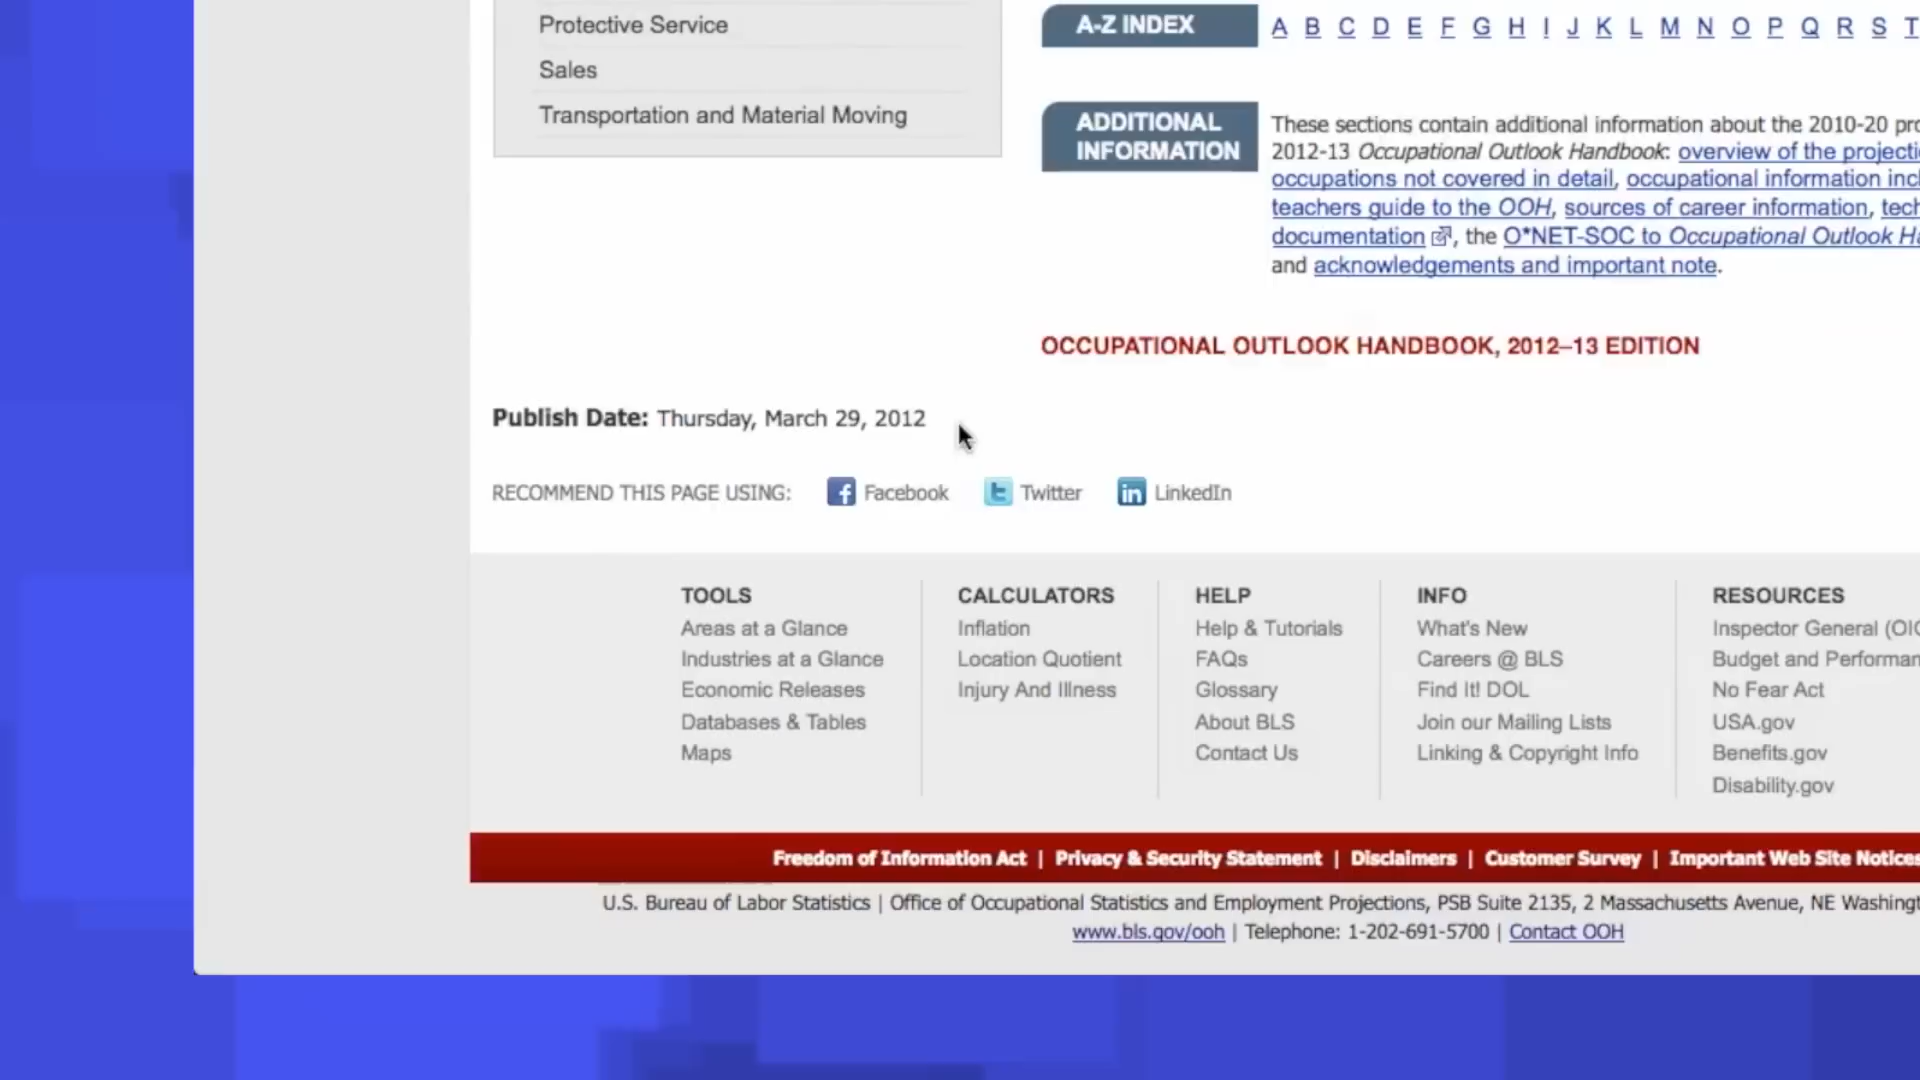 Protective Service
Sales
Transportation and Material Moving
A-Z INDEX
A B C D E F G H I J K L M N O P Q R S T
ADDITIONAL
INFORMATION
These sections contain additional information about the 2010-20
2012-13 Occupational Outlook Handbook: overview of the
occupations not covered in detail, occupational information
teachers guide to the OOH, sources of career information,
documentation, the O*NET-SOC to Occupational Outlook
and acknowledgements and important note.
OCCUPATIONAL OUTLOOK HANDBOOK, 2012–13 EDITION
Publish Date: Thursday, March 29, 2012
RECOMMEND THIS PAGE USING: Facebook Twitter LinkedIn
TOOLS
Areas at a Glance
Industries at a Glance
Economic Releases
Databases & Tables
Maps
CALCULATORS
Inflation
Location Quotient
Injury And Illness
HELP
Help & Tutorials
FAQs
Glossary
About BLS
Contact Us
INFO
What's New
Careers @ BLS
Find It! DOL
Join our Mailing Lists
Linking & Copyright Info
RESOURCES
Inspector General (OIG
Budget and
No Fear Act
USA.gov
Benefits.gov
Disability.gov
Freedom of Information Act | Privacy & Security Statement | Disclaimers | Customer Survey | Important Web Site Notices
U.S. Bureau of Labor Statistics | Office of Occupational Statistics and Employment Projections, PSB Suite 2135, 2 Massachusetts Avenue, NE
www.bls.gov/ooh | Telephone: 1-202-691-5700 | Contact OOH